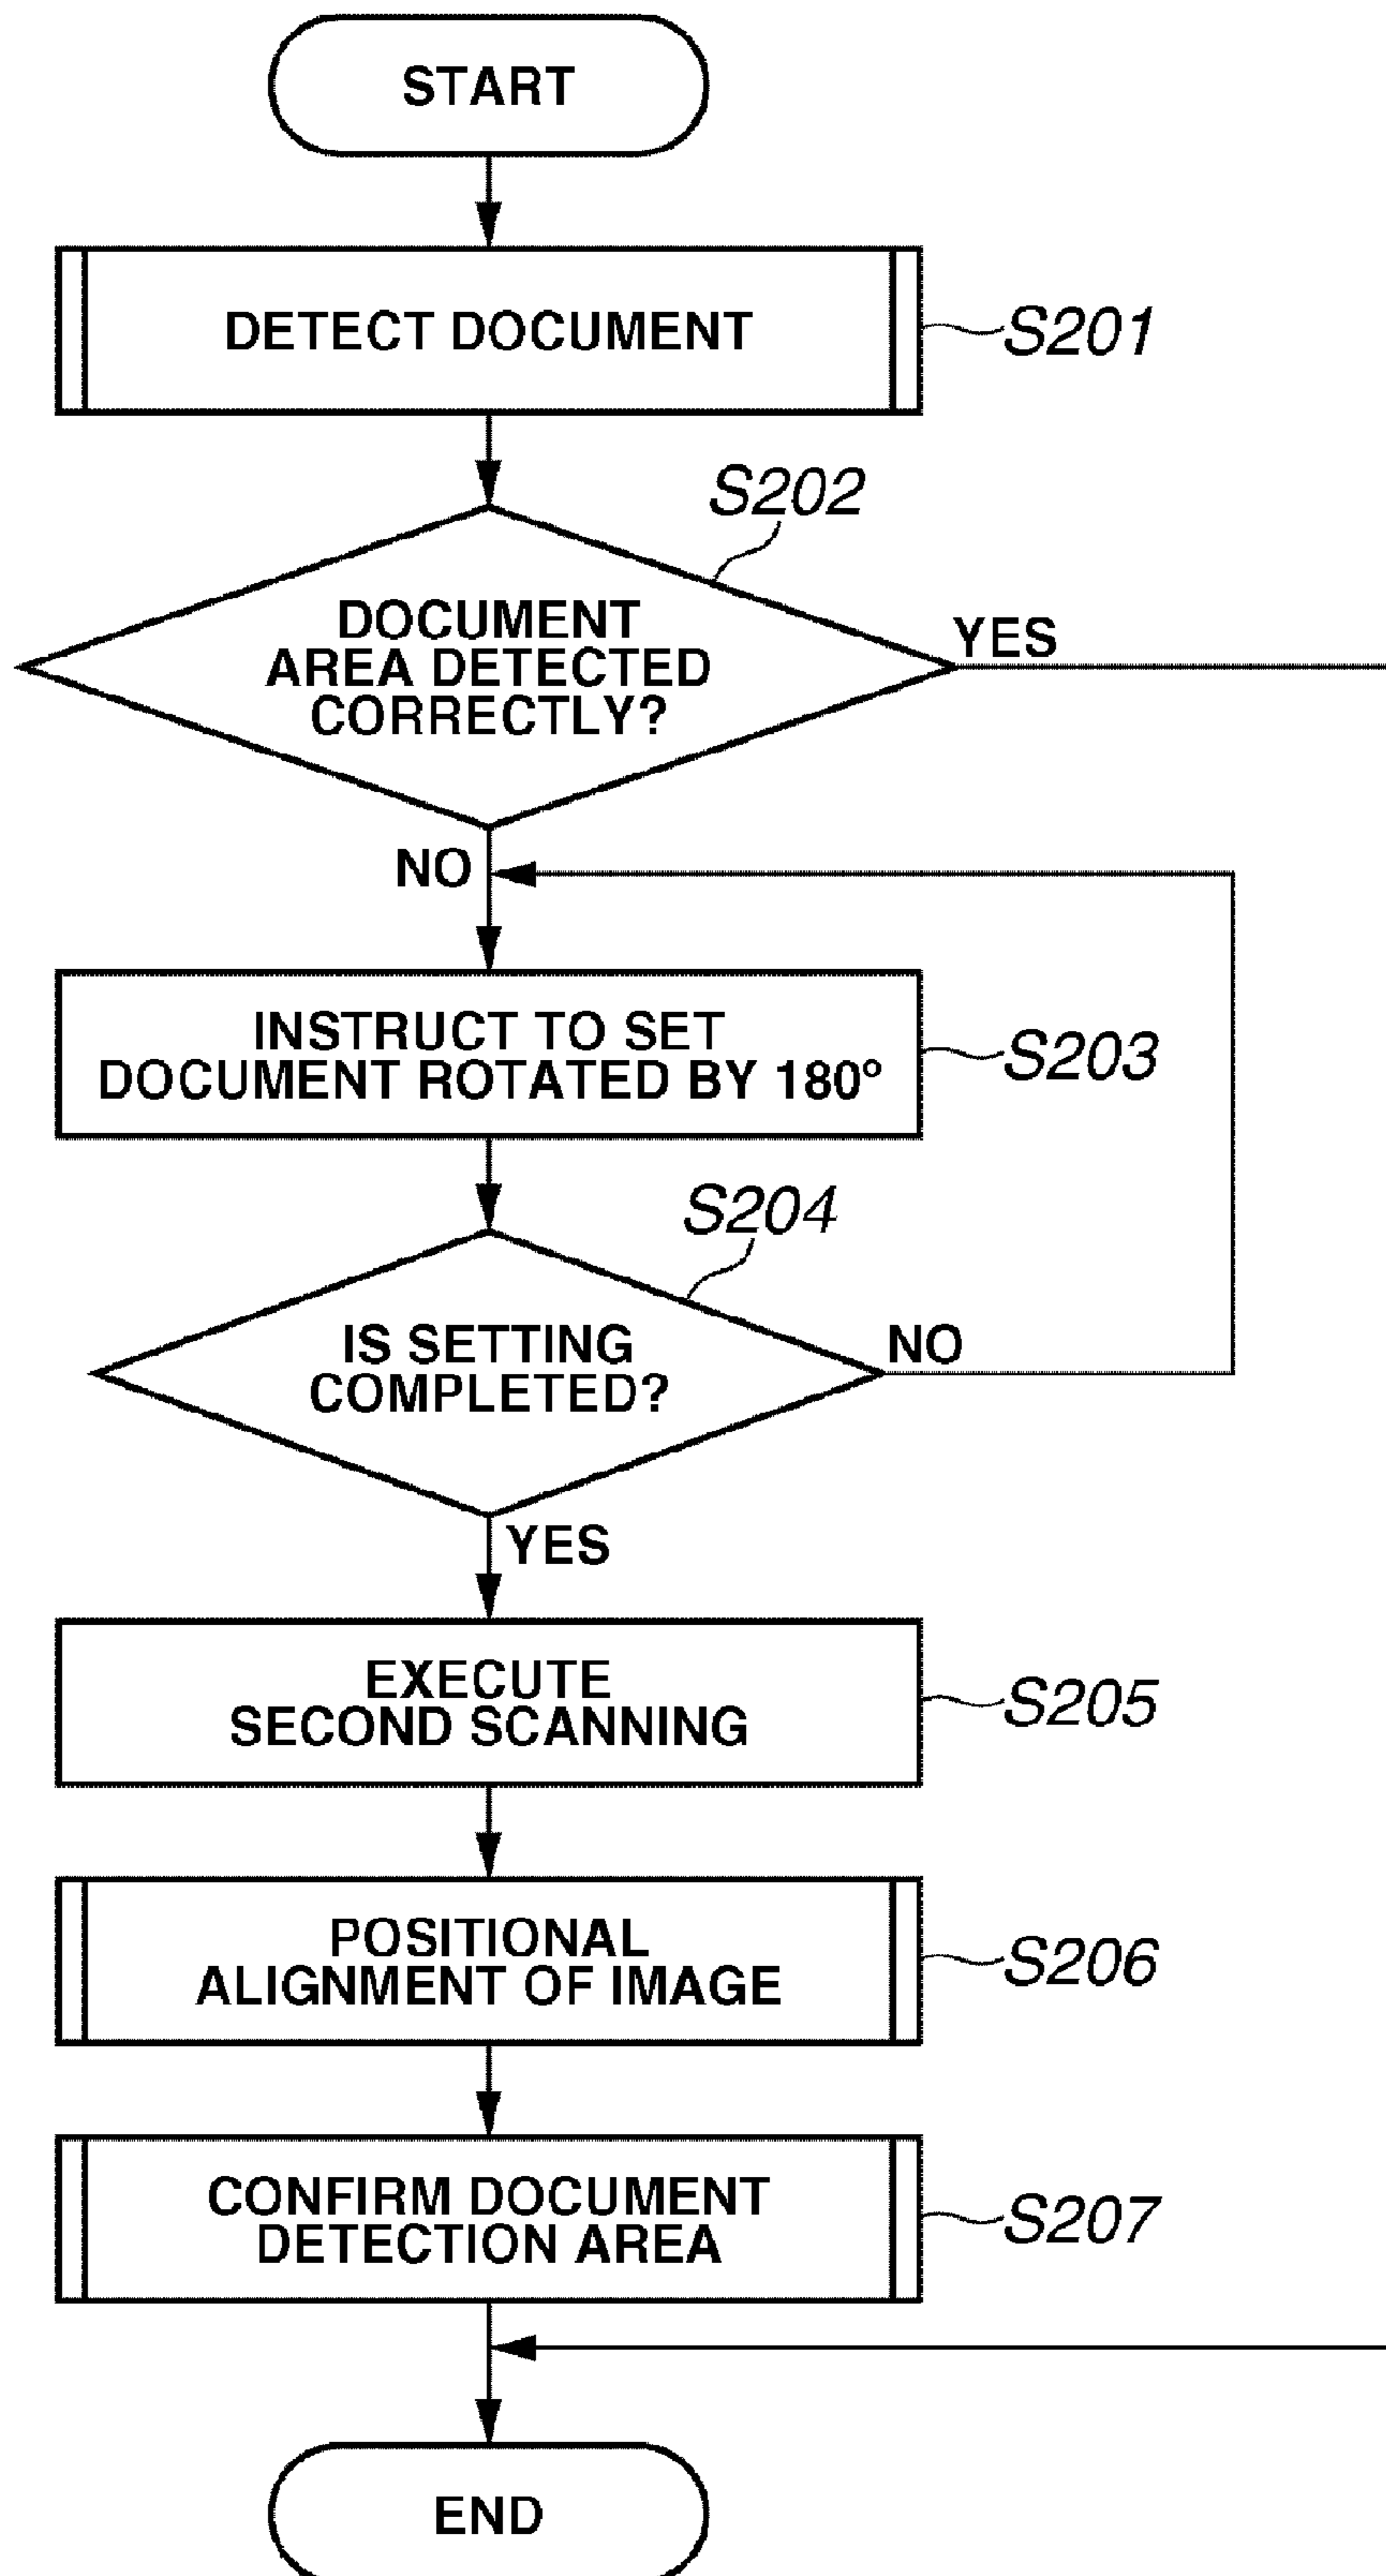 START
DETECT DOCUMENT
S201
S202
DOCUMENT
AREA DETECTED
CORRECTLY?
YES
NO
INSTRUCT TO SET
DOCUMENT ROTATED BY 180°
S203
S204
IS SETTING
COMPLETED?
NO
YES
EXECUTE
SECOND SCANNING
S205
POSITIONAL
ALIGNMENT OF IMAGE
S206
CONFIRM DOCUMENT
DETECTION AREA
S207
END